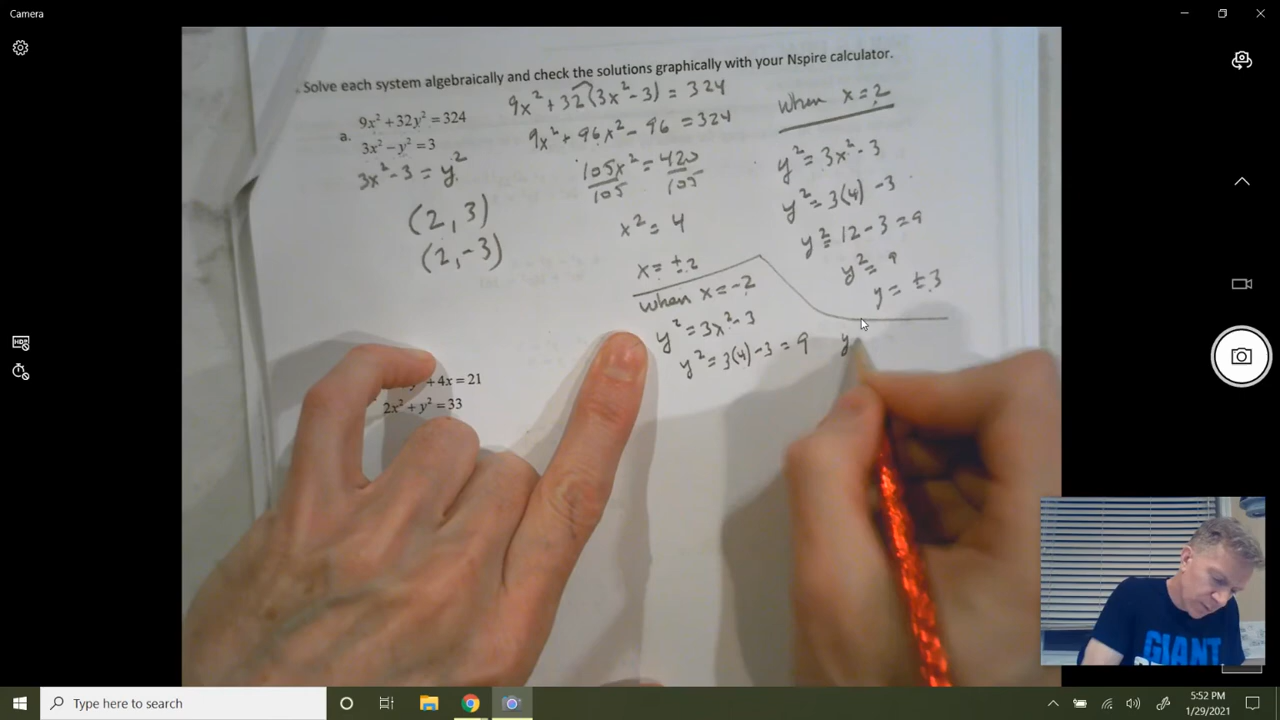 Camera
. Solve each system algebraically and check the solutions graphically with your Nspire calculator.
a. 9x² + 32y² = 324
3x² − y² = 3
3x² − 3 = y²
(2, 3)
(2, −3)
9x² + 32(3x² − 3) = 324
9x² + 96x² − 96 = 324
105x² = 420
105 105
x² = 4
x = ± 2
when x = −2
y² = 3x² − 3
y² = 3(4) − 3 = 9
y
when x = 2
y² = 3x² − 3
y² = 3(4) − 3
y² = 12 − 3 = 9
y² = 9
y = ± 3
+ 4x = 21
2x² + y² = 33
GIANT
Type here to search
5:52 PM
1/29/2021